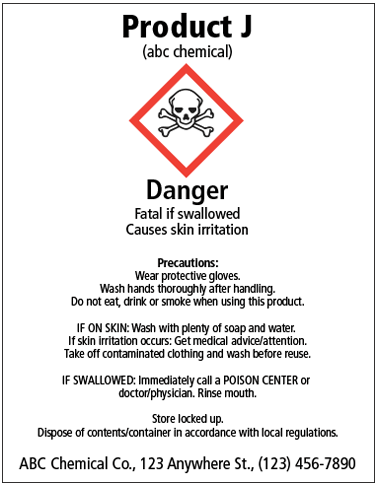 Product J
(abc chemical)
Danger
Fatal if swallowed
Causes skin irritation
Precautions:
Wear protective gloves.
Wash hands thoroughly after handling.
Do not eat, drink or smoke when using this product.
IF ON SKIN: Wash with plenty of soap and water.
If skin irritation occurs: Get medical advice/attention.
Take off contaminated clothing and wash before reuse.
IF SWALLOWED: Immediately call a POISON CENTER or
doctor/physician. Rinse mouth.
Store locked up.
Dispose of contents/container in accordance with local regulations.
ABC Chemical Co., 123 Anywhere St., (123) 456-7890